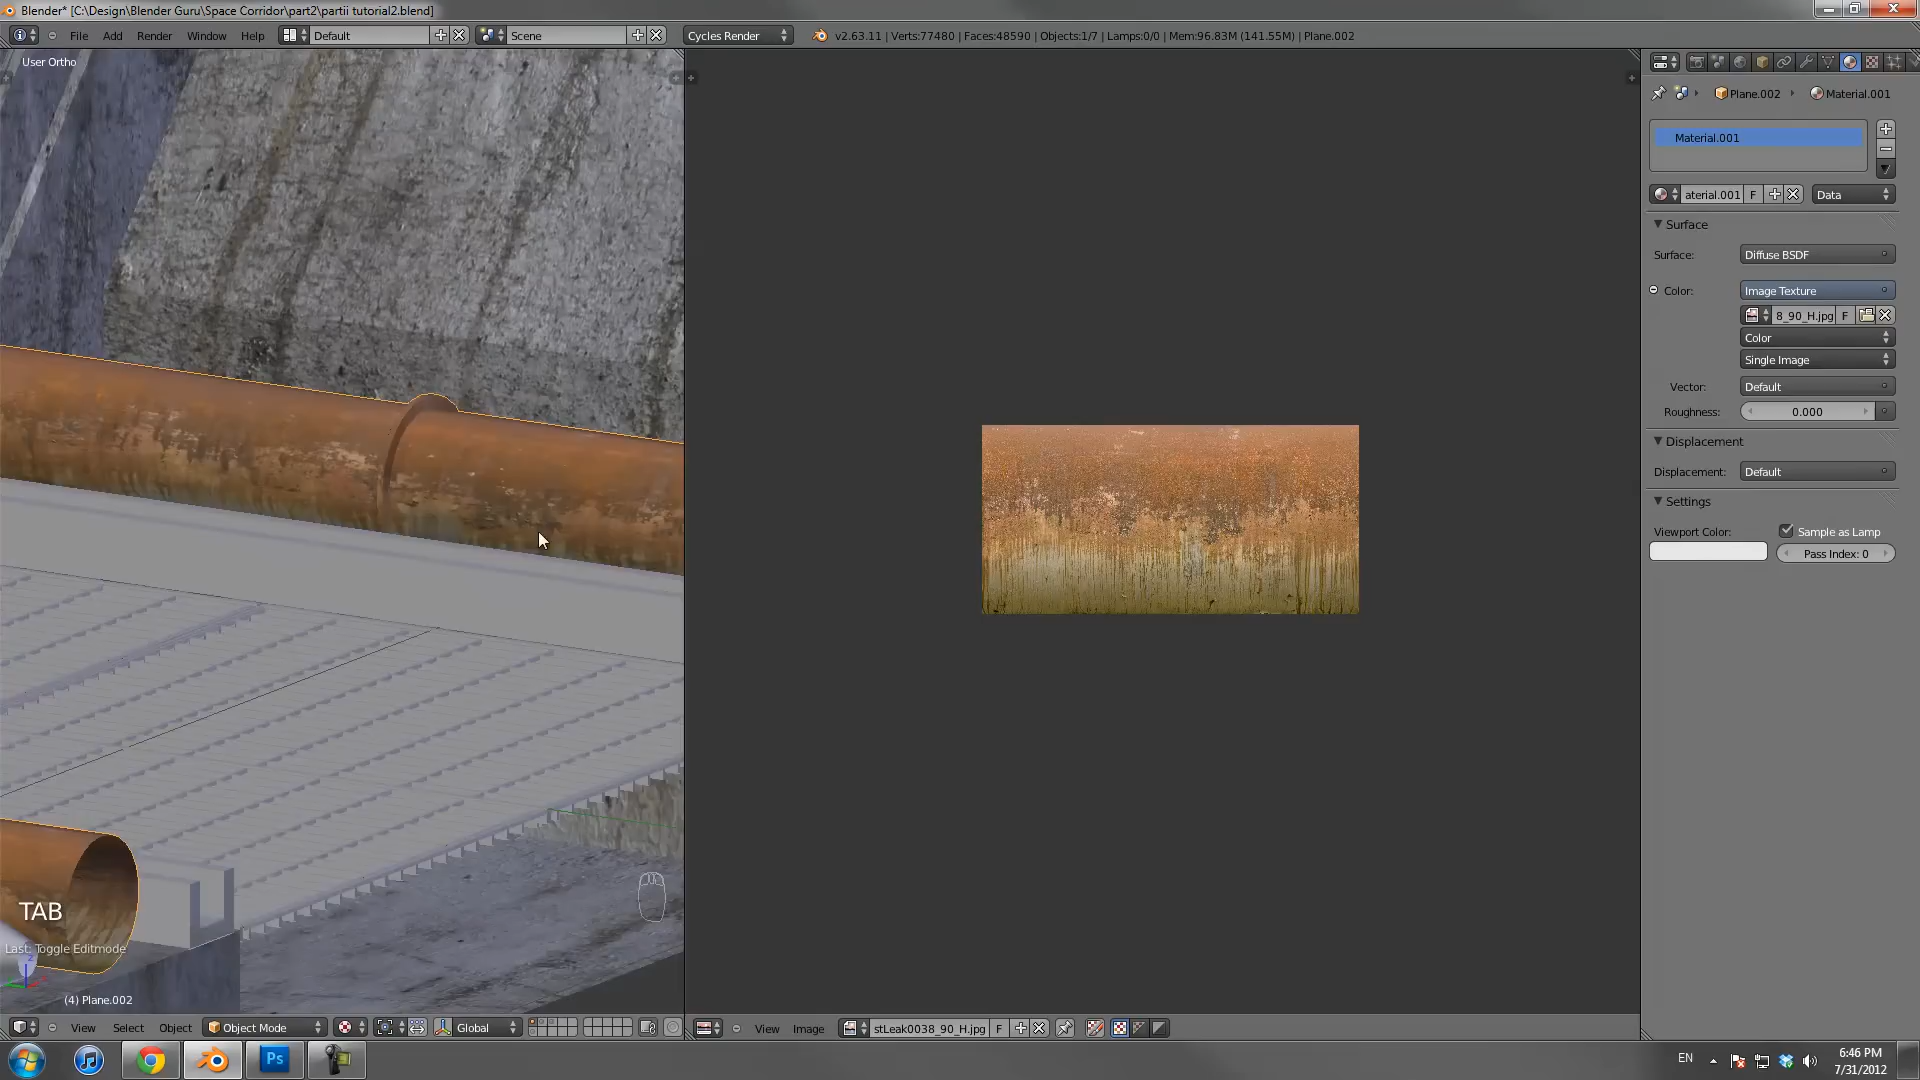 Blender* [C:\Design\Blender Guru\Space Corridor\part2\partii tutorial2.blend]
File Add Render Window Help Default Scene Cycles Render v2.63.11 | Verts:77480 | Faces:48590 | Objects:1/7 | Lamps:0/0 | Mem:96.83M (141.55M) | Plane.002
User Ortho
Plane.002 Material.001
Material.001
aterial.001 F Data
Surface
Surface: Diffuse BSDF
Color: Image Texture
8_90_H.jpg F
Color
Single Image
Vector: Default
Roughness: 0.000
Displacement
Displacement: Default
Settings
Viewport Color: Sample as Lamp
Pass Index: 0
TAB
Last: Toggle Editmode
(4) Plane.002
View Select Object Object Mode Global
View Image stLeak0038_90_H.jpg F
Ps
EN
6:46 PM
7/31/2012